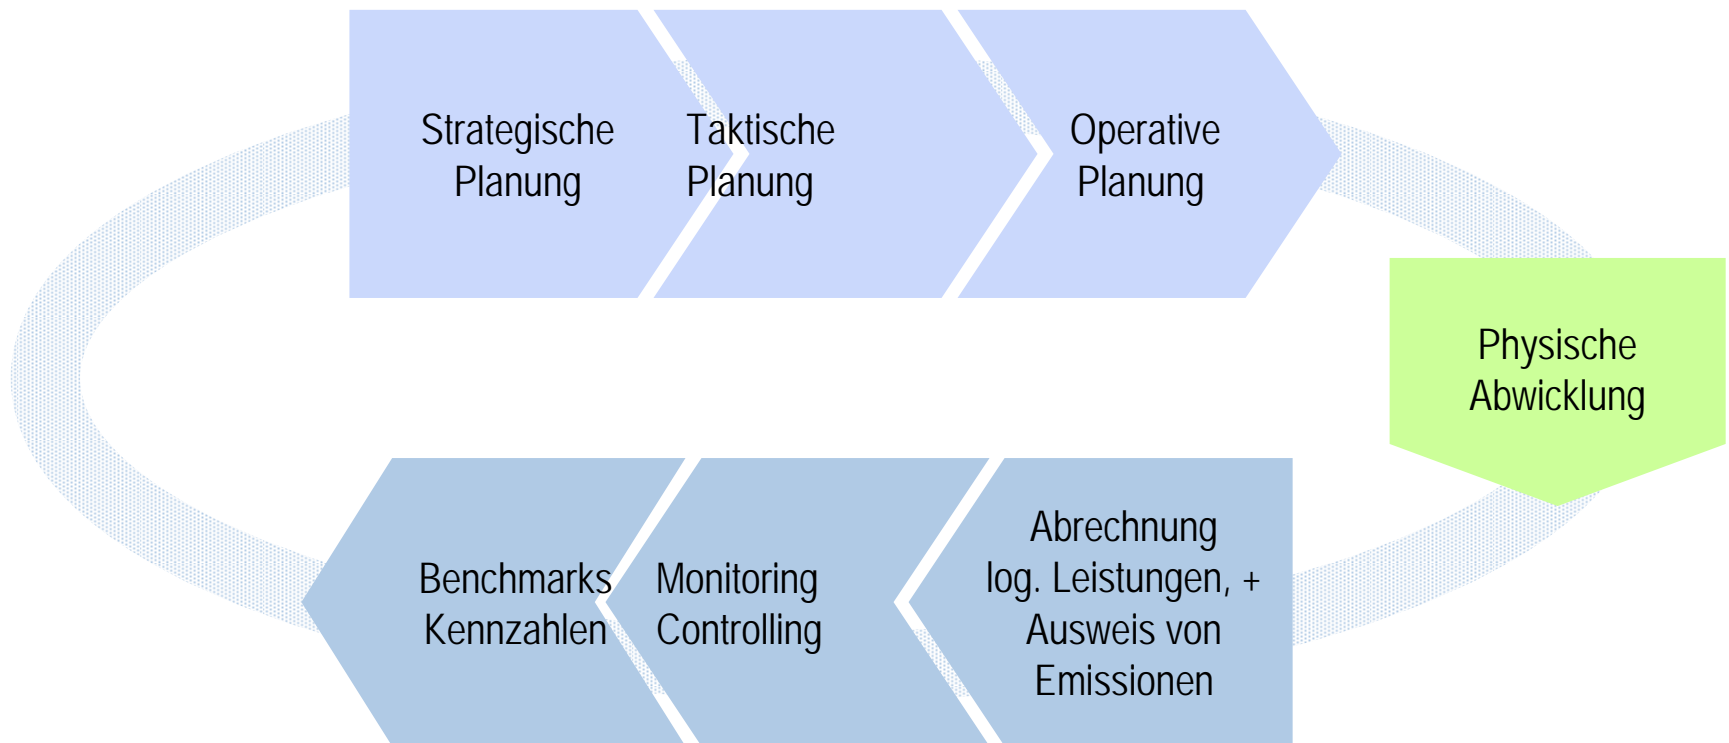 Strategische
Planung
Taktische
Planung
Operative
Planung
Physische
Abwicklung
Abrechnung
log. Leistungen, +
Ausweis von
Emissionen
Monitoring
Controlling
Benchmarks
Kennzahlen